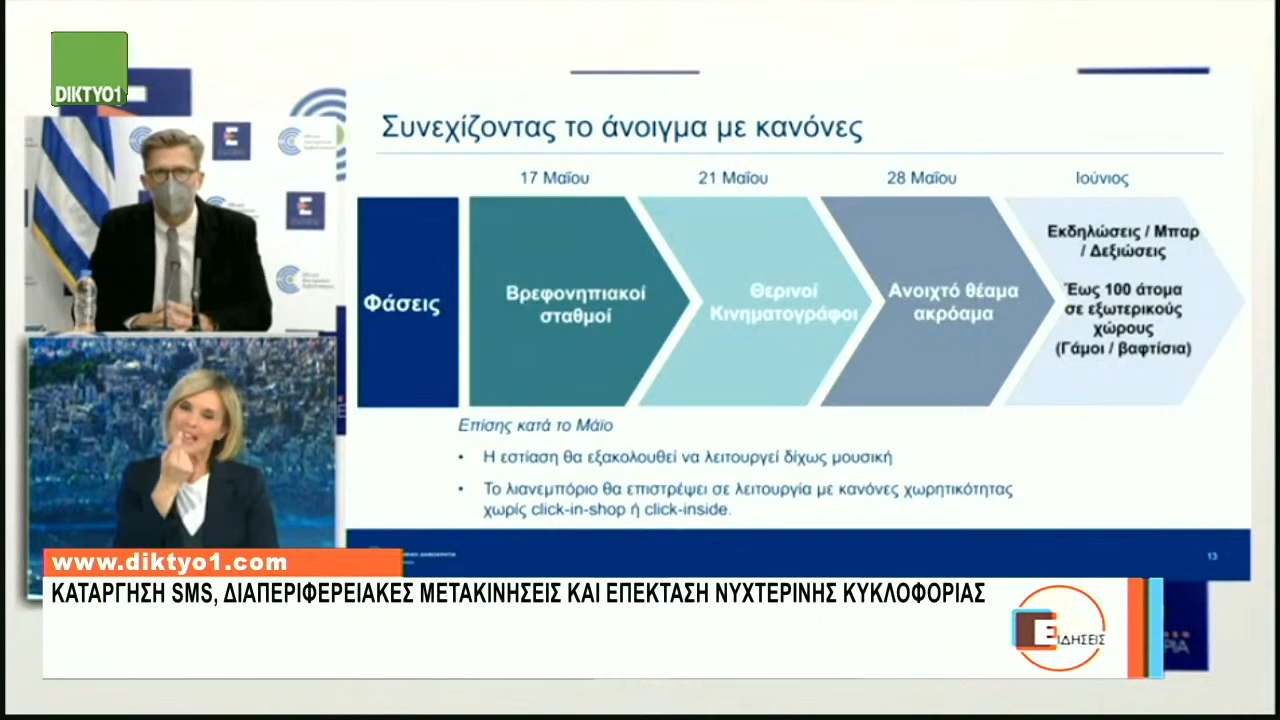 ΔΙΚΤΥΟ1
Συνεχίζοντας το άνοιγμα με κανόνες
17 Μαΐου
21 Μαΐου
28 Μαΐου
Ιούνιος
Φάσεις
Βρεφονηπιακοί
σταθμοί
Θερινοί
Κινηματογράφοι
Ανοιχτό θέαμα
ακρόαμα
Εκδηλώσεις / Μπαρ
/ Δεξιώσεις
Έως 100 άτομα
σε εξωτερικούς
χώρους
(Γάμοι / βαφτίσια)
Επίσης κατά το Μάϊο
• Η εστίαση θα εξακολουθεί να λειτουργεί δίχως μουσική
• Το λιανεμπόριο θα επιστρέψει σε λειτουργία με κανόνες χωρητικότητας
χωρίς click-in-shop ή click-inside.
13
www.diktyo1.com
ΚΑΤΑΡΓΗΣΗ SMS, ΔΙΑΠΕΡΙΦΕΡΕΙΑΚΕΣ ΜΕΤΑΚΙΝΗΣΕΙΣ ΚΑΙ ΕΠΕΚΤΑΣΗ ΝΥΧΤΕΡΙΝΗΣ ΚΥΚΛΟΦΟΡΙΑΣ
ΕΙΔΗΣΕΙΣ